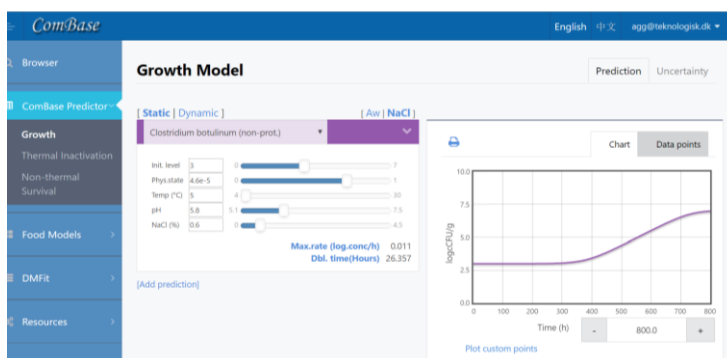 ComBase
English 中文 agg@teknologisk.dk
Browser
ComBase Predictor
Growth
Thermal Inactivation
Non-thermal
Survival
Food Models
DMFit
Resources
Growth Model
Prediction Uncertainty
[ Static | Dynamic ] [ Aw | NaCl ]
Clostridium botulinum (non-prot.)
Init. level 3 0 7
Phys.state 4.6e-5 0 1
Temp (°C) 5 4 30
pH 5.8 5.1 7.5
NaCl (%) 0.6 0 4.5
Max.rate (log.conc/h) 0.011
Dbl. time(Hours) 26.357
[Add prediction]
Chart Data points
10.0
7.5
5.0
2.5
0.0
logcCFU/g
0 100 200 300 400 500 600 700 800
Time (h) - 800.0 +
Plot custom points